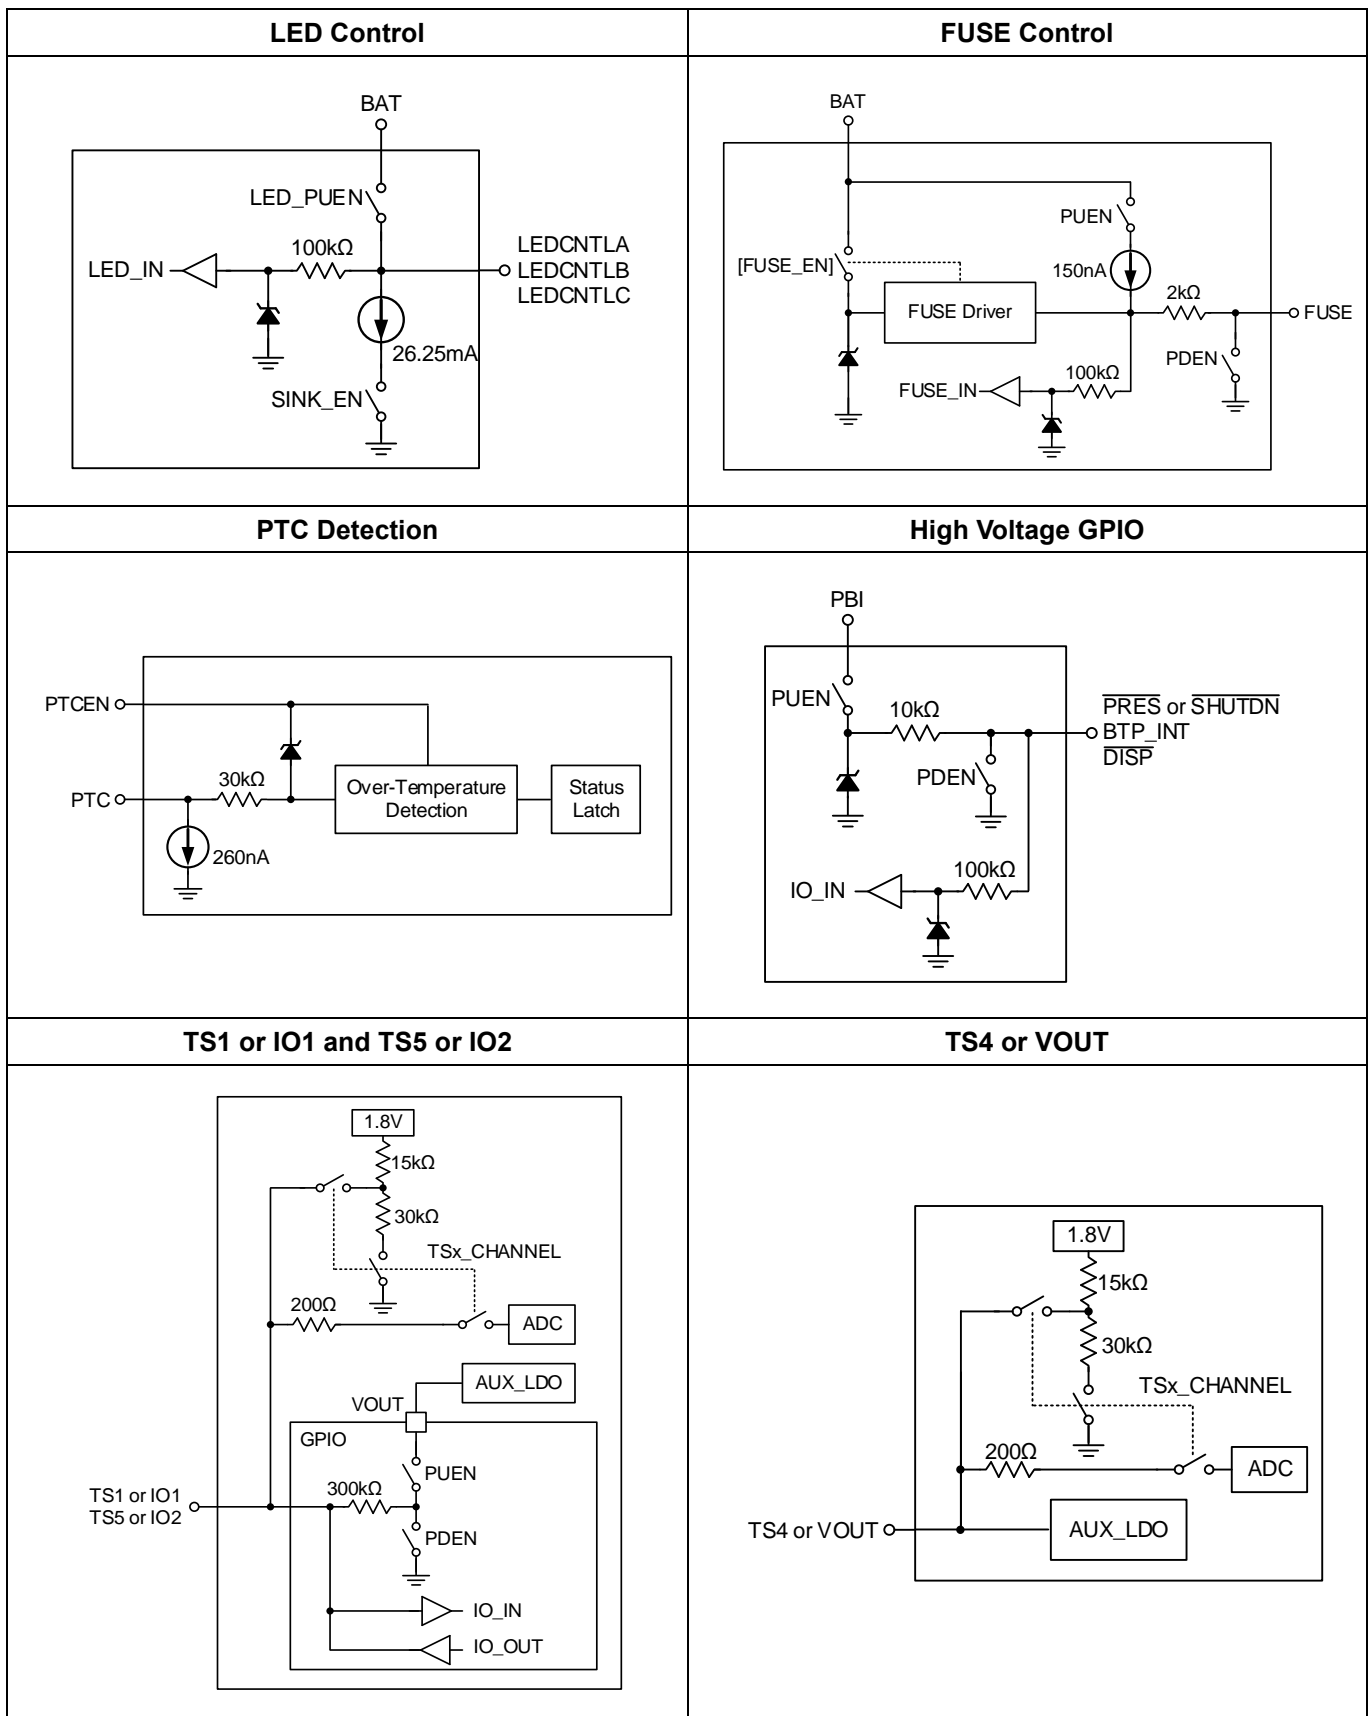 LED Control
BAT
LED_PUEN
LED_IN
100kΩ
LEDCNTLA
LEDCNTLB
LEDCNTLC
26.25mA
SINK_EN
FUSE Control
BAT
PUEN
[FUSE_EN]
150nA
FUSE Driver
2kΩ
FUSE
PDEN
100kΩ
FUSE_IN
PTC Detection
PTCEN
PTC
30kΩ
260nA
Over-Temperature
Detection
Status
Latch
High Voltage GPIO
PBI
PUEN
10kΩ
PRES or SHUTDN
BTP_INT
DISP
PDEN
100kΩ
IO_IN
TS1 or IO1 and TS5 or IO2
1.8V
15kΩ
30kΩ
TSx_CHANNEL
200Ω
ADC
AUX_LDO
VOUT
GPIO
PUEN
300kΩ
TS1 or IO1
TS5 or IO2
PDEN
IO_IN
IO_OUT
TS4 or VOUT
1.8V
15kΩ
30kΩ
TSx_CHANNEL
200Ω
ADC
TS4 or VOUT
AUX_LDO